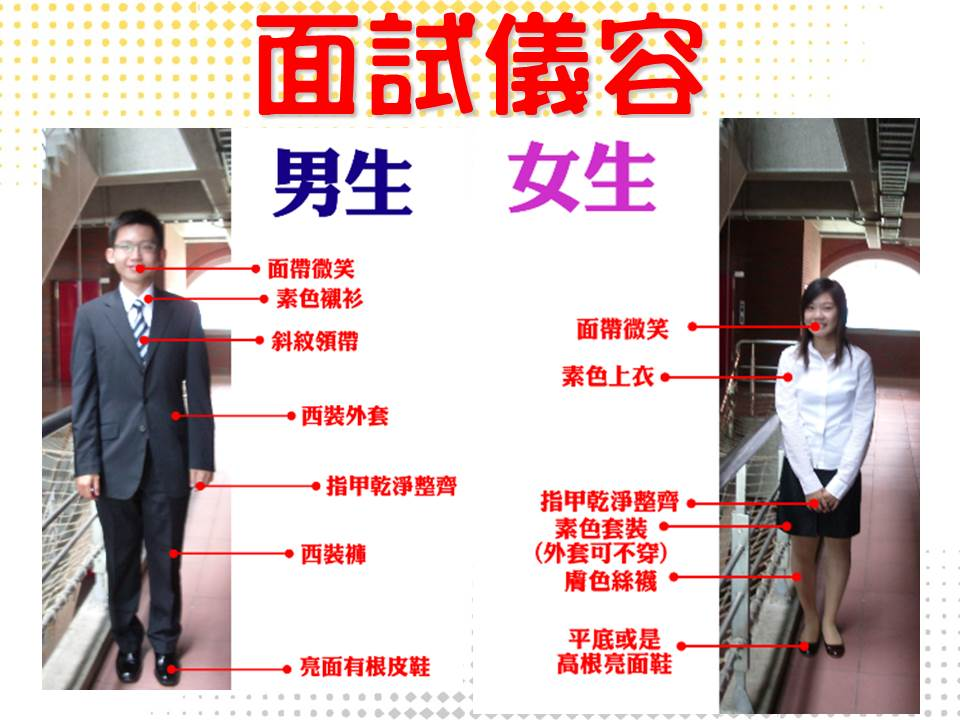 面試儀容
男生
面帶微笑
素色襯衫
斜紋領帶
西裝外套
指甲乾淨整齊
西裝褲
亮面有根皮鞋
女生
面帶微笑
素色上衣
指甲乾淨整齊
素色套裝
(外套可不穿)
膚色絲襪
平底或是
高根亮面鞋